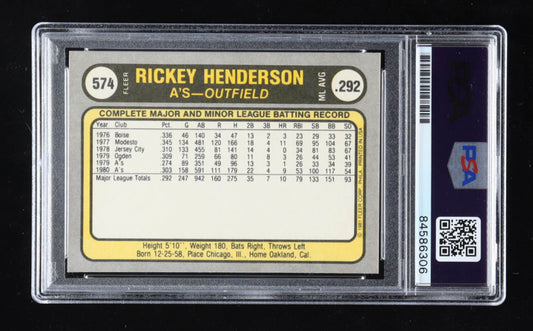 574
FLEER
RICKEY HENDERSON
A'S—OUTFIELD
ML AVG
.292
COMPLETE MAJOR AND MINOR LEAGUE BATTING RECORD
Year Club Pct. G AB R H 2B 3B HR RBI SB BB SO
1976 Boise .336 46 140 34 47 13 2 3 23 29 33 32
1977 Modesto .345 134 481 120 166 18 4 11 69 95 104 67
1978 Jersey City .310 133 455 81 141 14 4 0 34 81 83 67
1979 Ogden .309 71 259 66 80 11 8 3 26 44 53 41
1979 A's .274 89 351 49 96 13 3 1 26 33 34 39
1980 A's .303 158 591 111 179 22 4 9 53 100 117 54
Major League Totals .292 247 942 160 275 35 7 10 79 133 151 93
Height 5'10", Weight 180, Bats Right, Throws Left
Born 12-25-58, Place Chicago, Ill., Home Oakland, Cal.
© 1981 FLEER CORP. PHILA. PRINTED IN USA
PSA
84586306